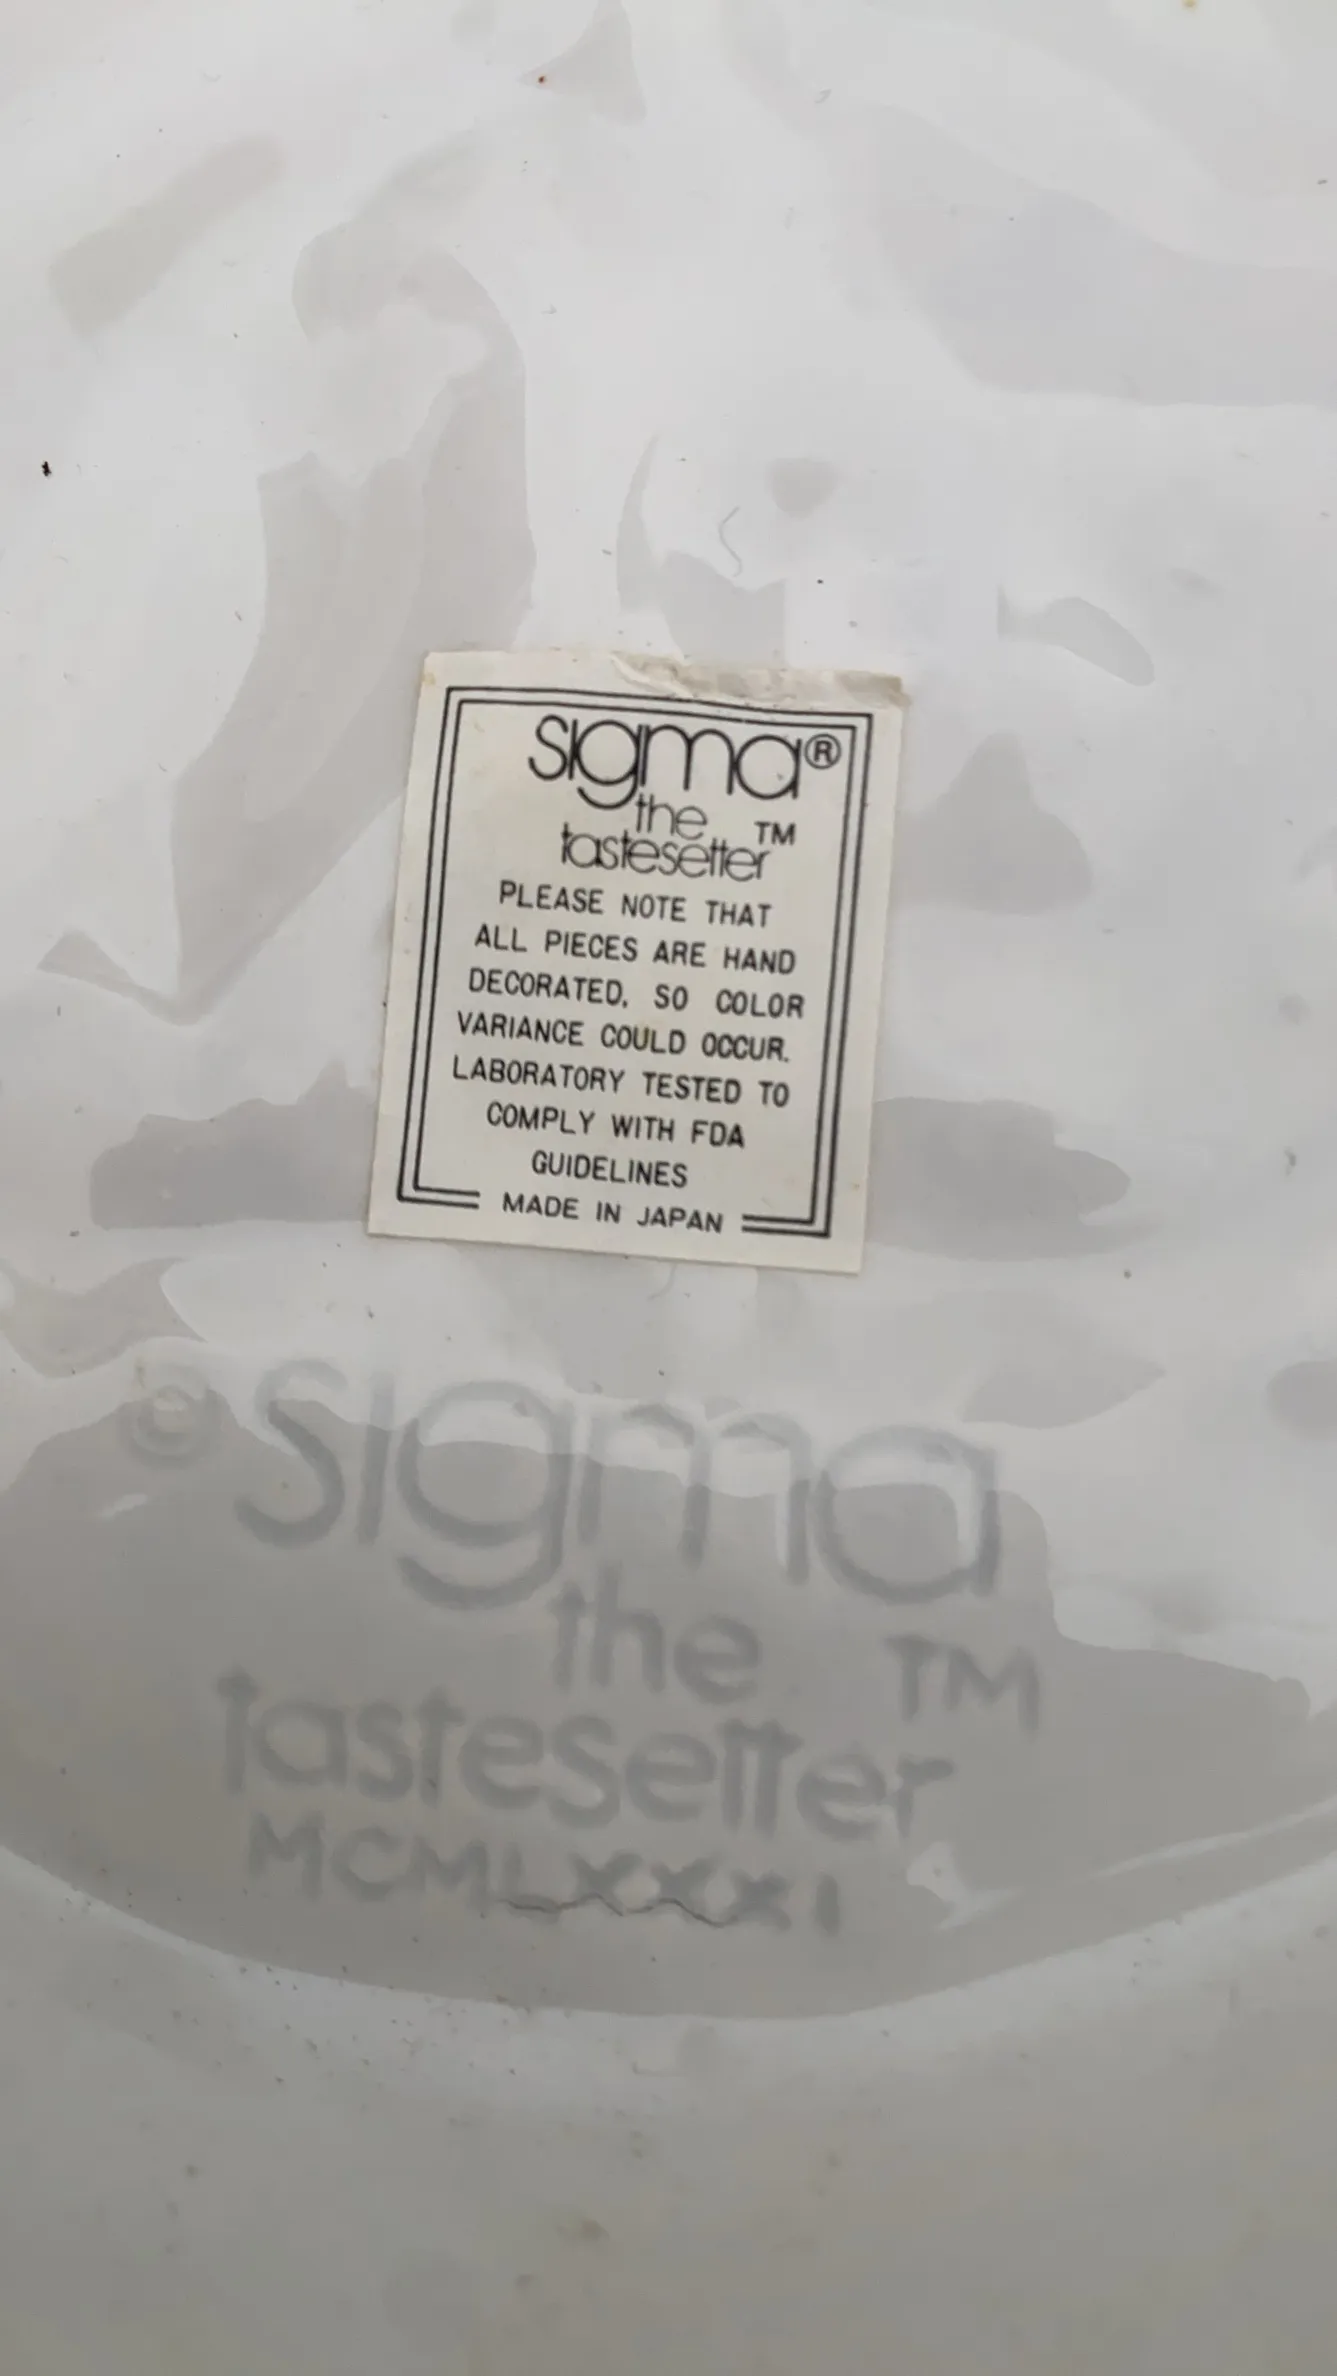 sigma®
the
tastesetter™
PLEASE NOTE THAT
ALL PIECES ARE HAND
DECORATED, SO COLOR
VARIANCE COULD OCCUR.
LABORATORY TESTED TO
COMPLY WITH FDA
GUIDELINES
MADE IN JAPAN
©sigma
the
tastesetter™
MCMLXXXI